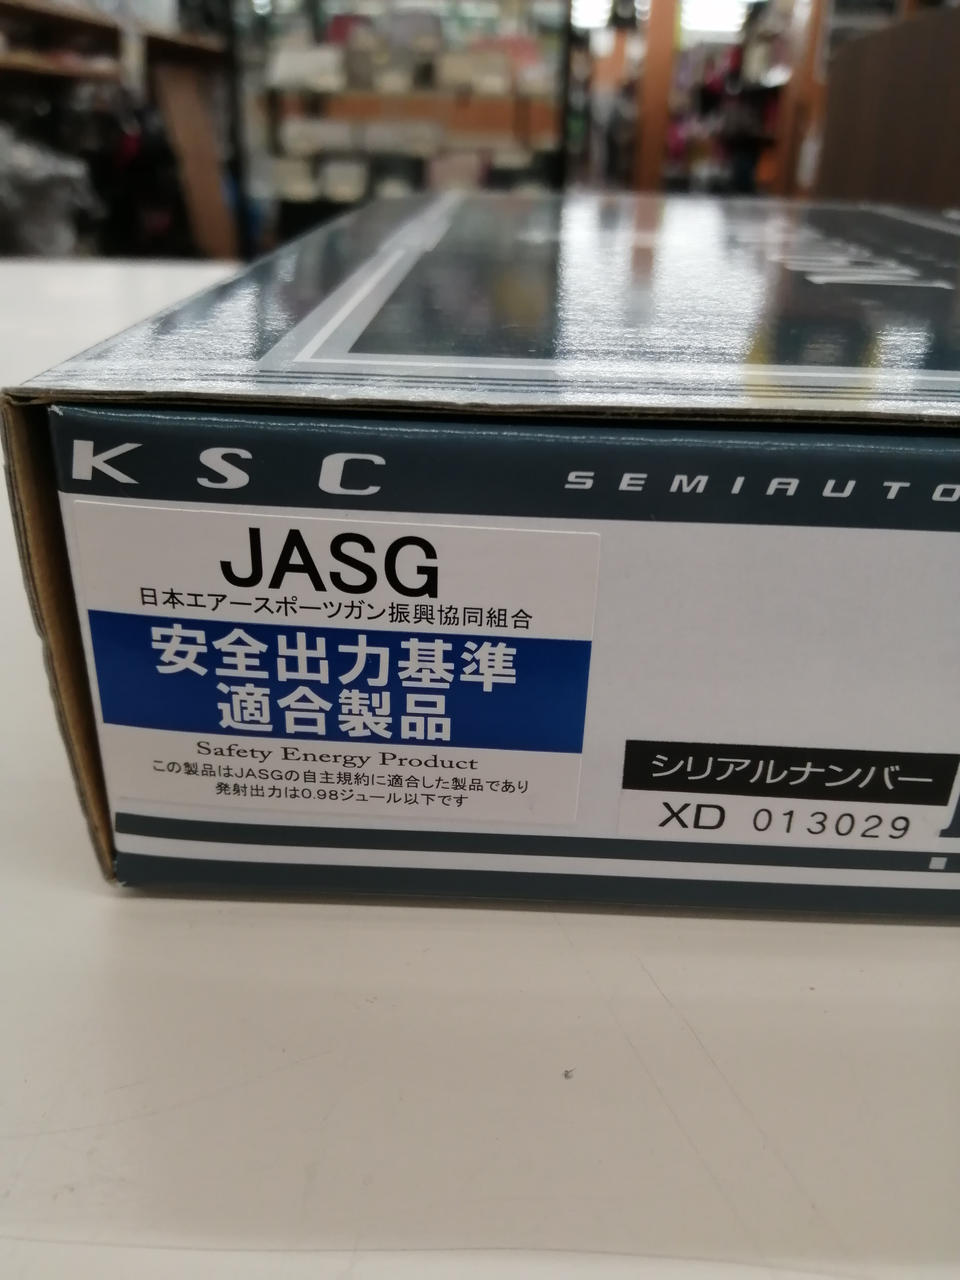 KSC
SEMIAUTO
JASG
日本エアースポーツガン振興協同組合
安全出力基準
適合製品
Safety Energy Product
この製品はJASGの自主規約に適合した製品であり
発射出力は0.98ジュール以下です
シリアルナンバー
XD 013029